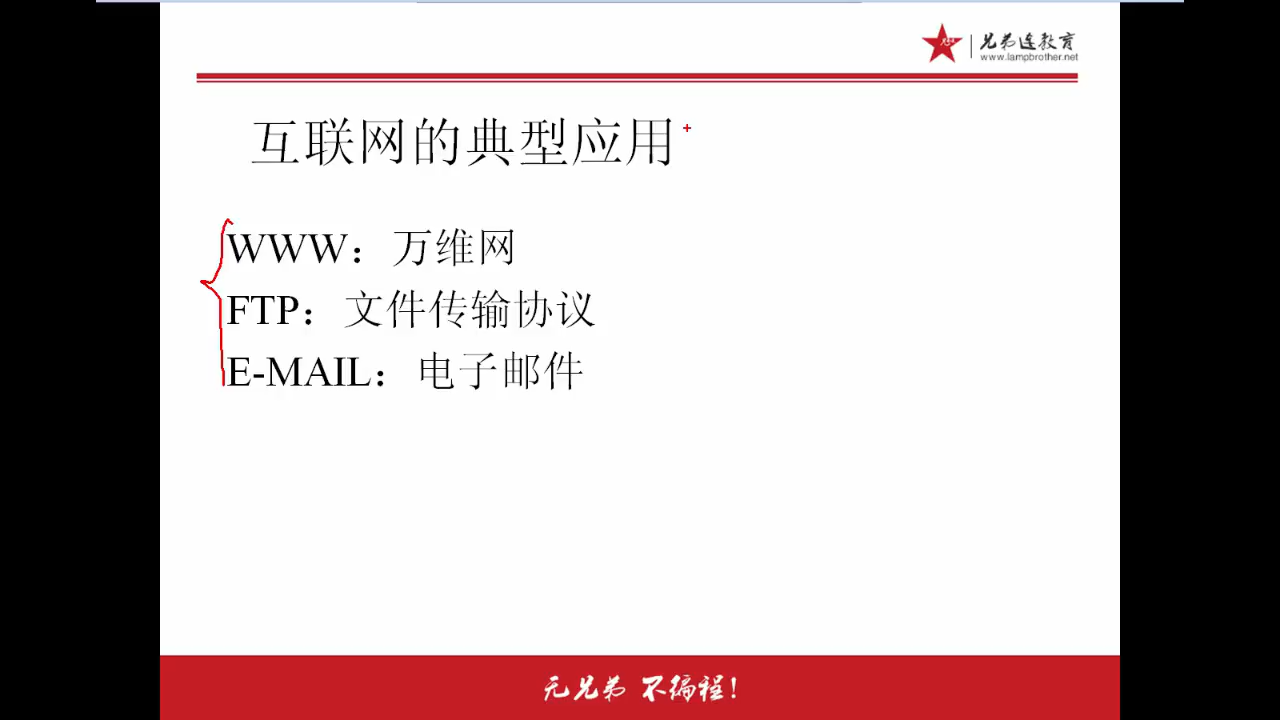 兄弟连教育
www.lampbrother.net
互联网的典型应用
WWW：万维网
FTP：文件传输协议
E-MAIL：电子邮件
无兄弟 不编程！